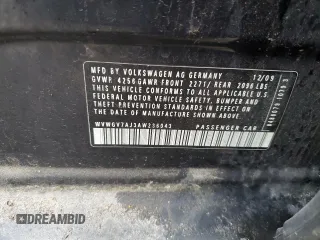 MFD BY VOLKSWAGEN AG GERMANY 12/09
GVWR 4256 GAWR FRONT 2271/ REAR 2096 LBS
THIS VEHICLE CONFORMS TO ALL APPLICABLE
FEDERAL MOTOR VEHICLE SAFETY, BUMPER AND
THEFT PREVENTION STANDARDS IN EFFECT ON THE
DATE OF MANUFACTURE SHOWN ABOVE
WVWGV7AJ3AW236043 PASSENGER CAR
DREAMBID